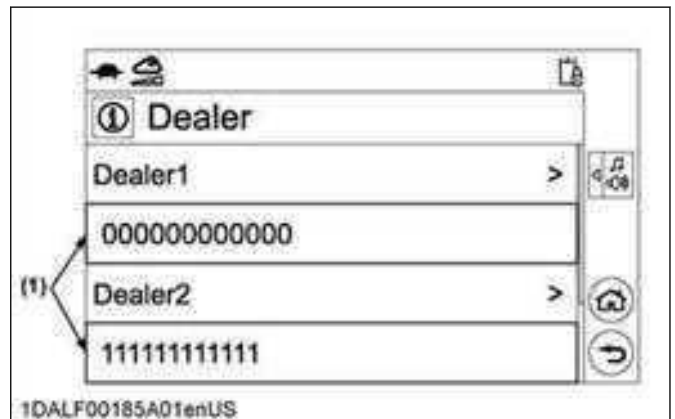 Dealer
Dealer1 >
000000000000
(1)
Dealer2 >
111111111111
1DALF00185A01enUS